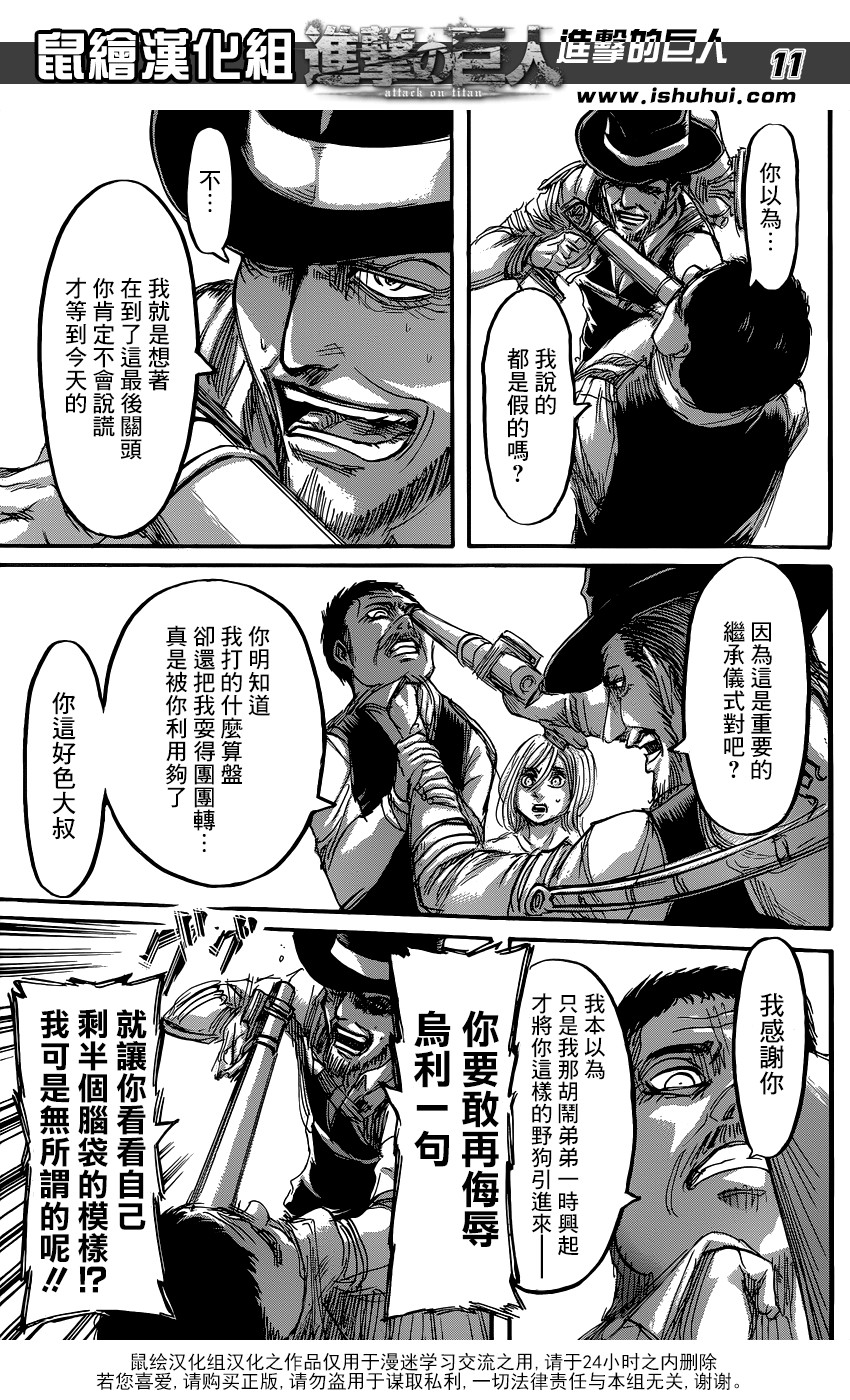 鼠繪漢化組
進撃の巨人
attack on titan
進擊的巨人
11
www.ishuhui.com
你以為…
我說的
都是假的嗎?
不…
我就是想著
在到了這最後關頭
你肯定不會說謊
才等到今天的
因為這是重要的
繼承儀式對吧?
你明知道
我打的什麼算盤
卻還把我耍得團團轉…
真是被你利用夠了
你這好色大叔
我感謝你
我本以為
只是我那胡鬧弟弟一時興起
才將你這樣的野狗引進來——
你要敢再侮辱
烏利一句
就讓你看看自己
剩半個腦袋的模樣!?
我可是無所謂的呢!!
鼠绘汉化组汉化之作品仅用于漫迷学习交流之用, 请于24小时之内删除
若您喜爱, 请购买正版, 请勿盗用于谋取私利, 一切法律责任与本组无关, 谢谢。